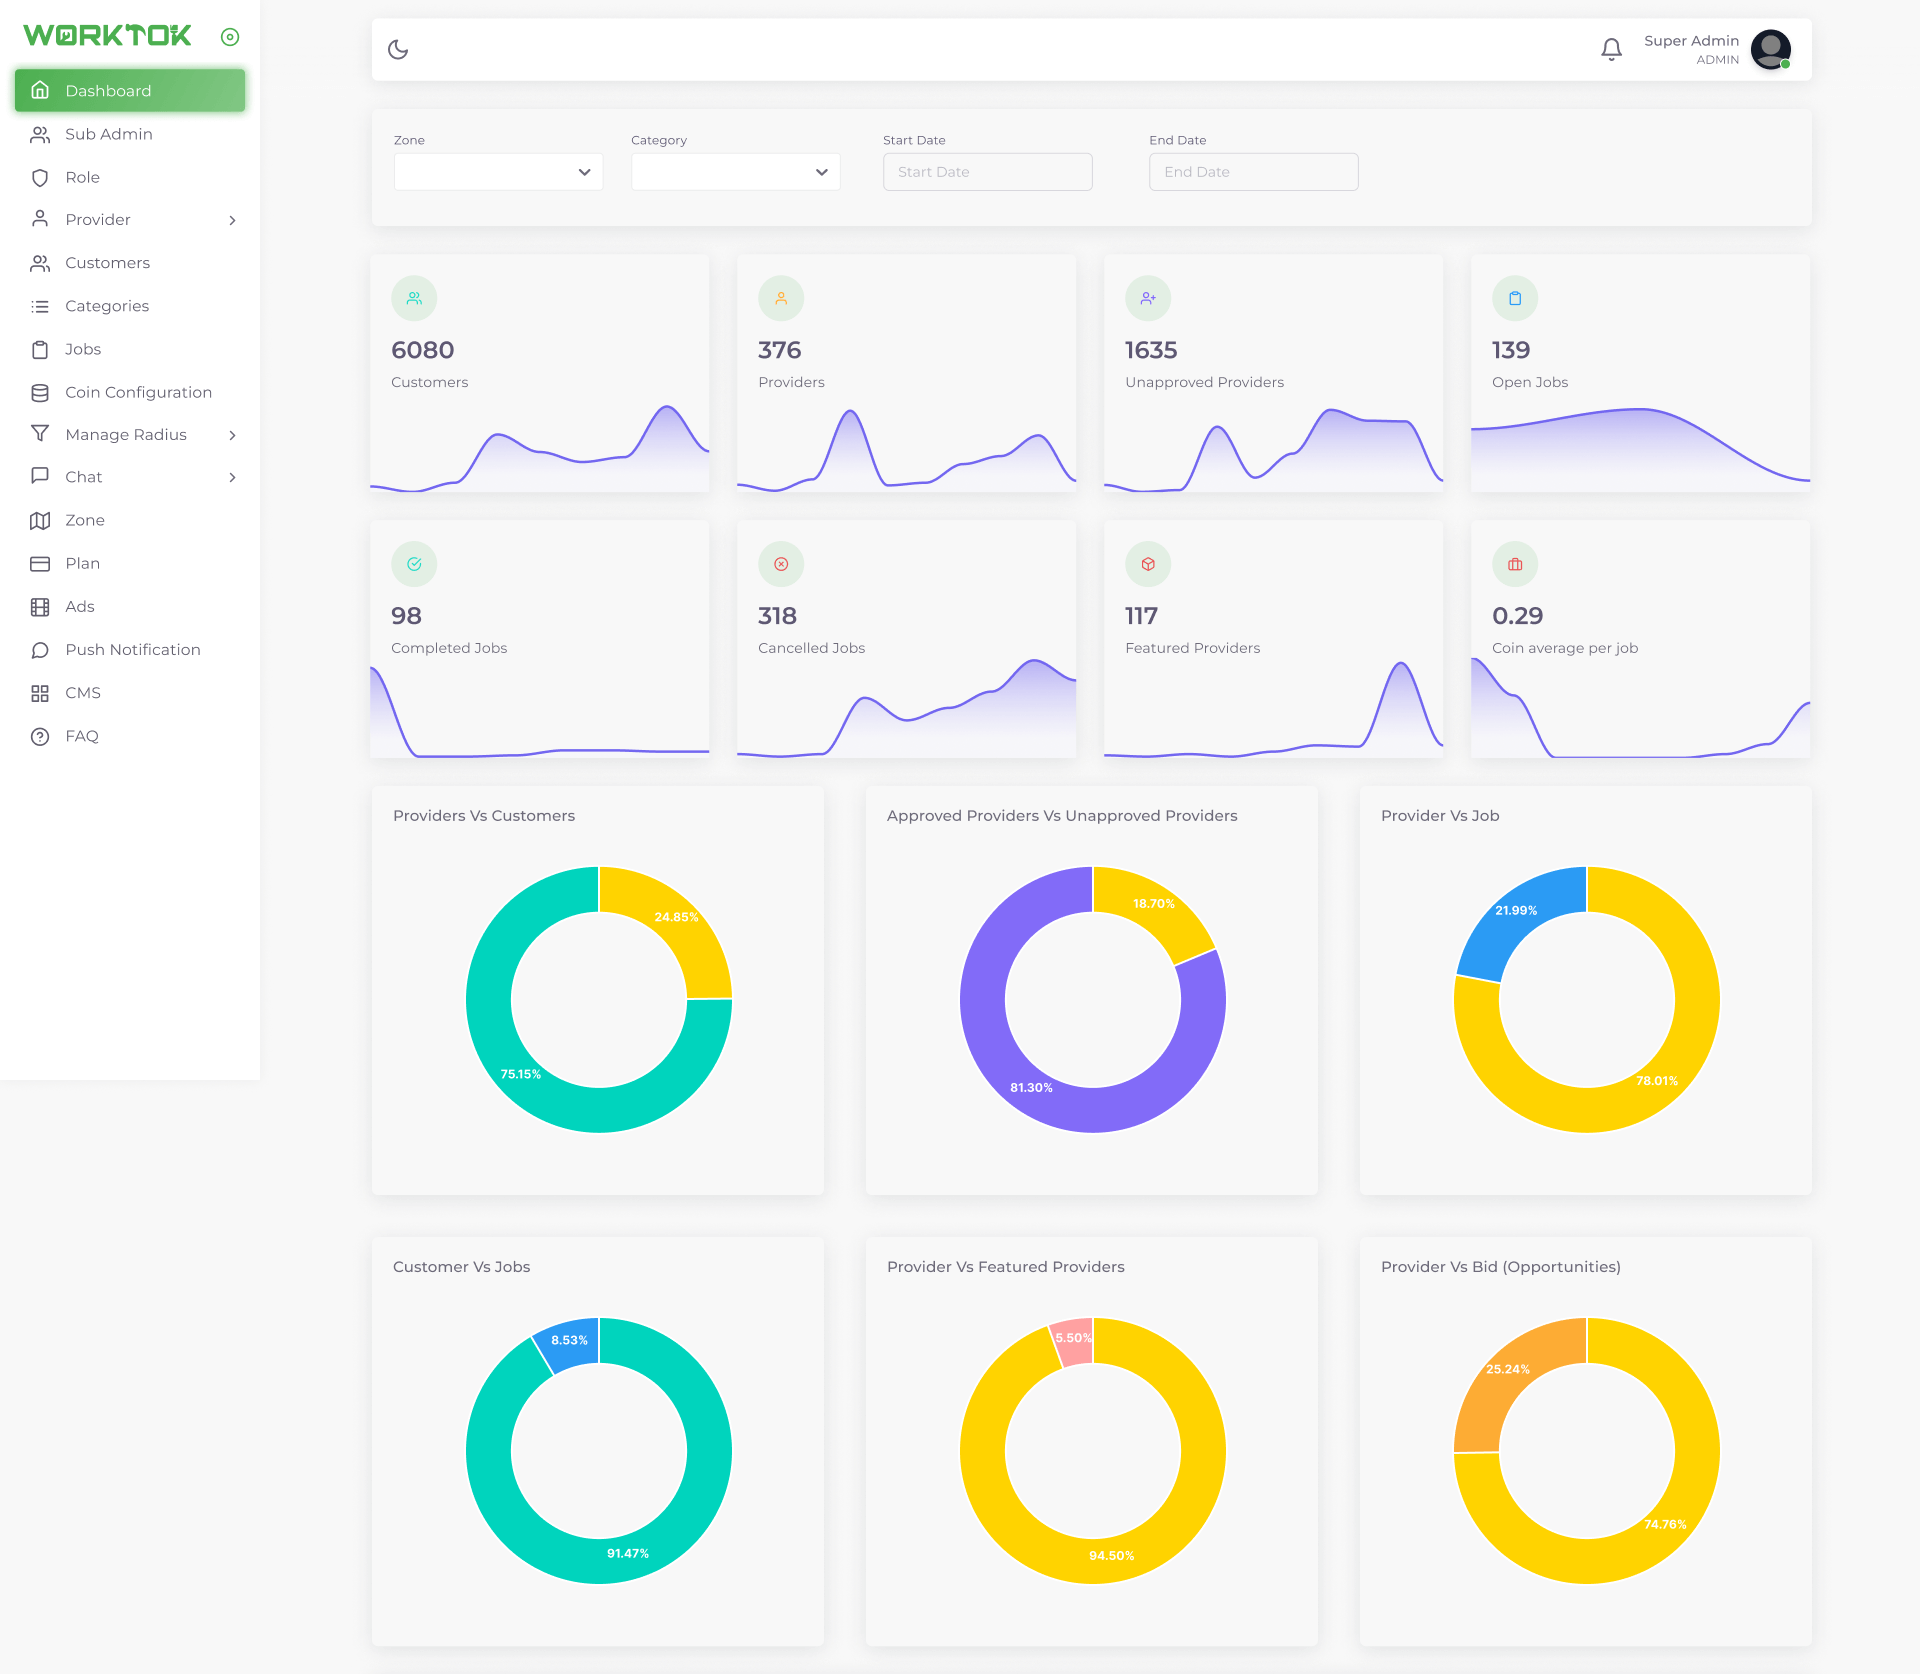 WORKTOK
Dashboard
Sub Admin
Role
Provider
Customers
Categories
Jobs
Coin Configuration
Manage Radius
Chat
Zone
Plan
Ads
Push Notification
CMS
FAQ
Super Admin
ADMIN
Zone
Category
Start Date
End Date
Start Date
End Date
6080
Customers
376
Providers
1635
Unapproved Providers
139
Open Jobs
98
Completed Jobs
318
Cancelled Jobs
117
Featured Providers
0.29
Coin average per job
Providers Vs Customers
24.85%
75.15%
Approved Providers Vs Unapproved Providers
18.70%
81.30%
Provider Vs Job
21.99%
78.01%
Customer Vs Jobs
8.53%
91.47%
Provider Vs Featured Providers
5.50%
94.50%
Provider Vs Bid (Opportunities)
25.24%
74.76%